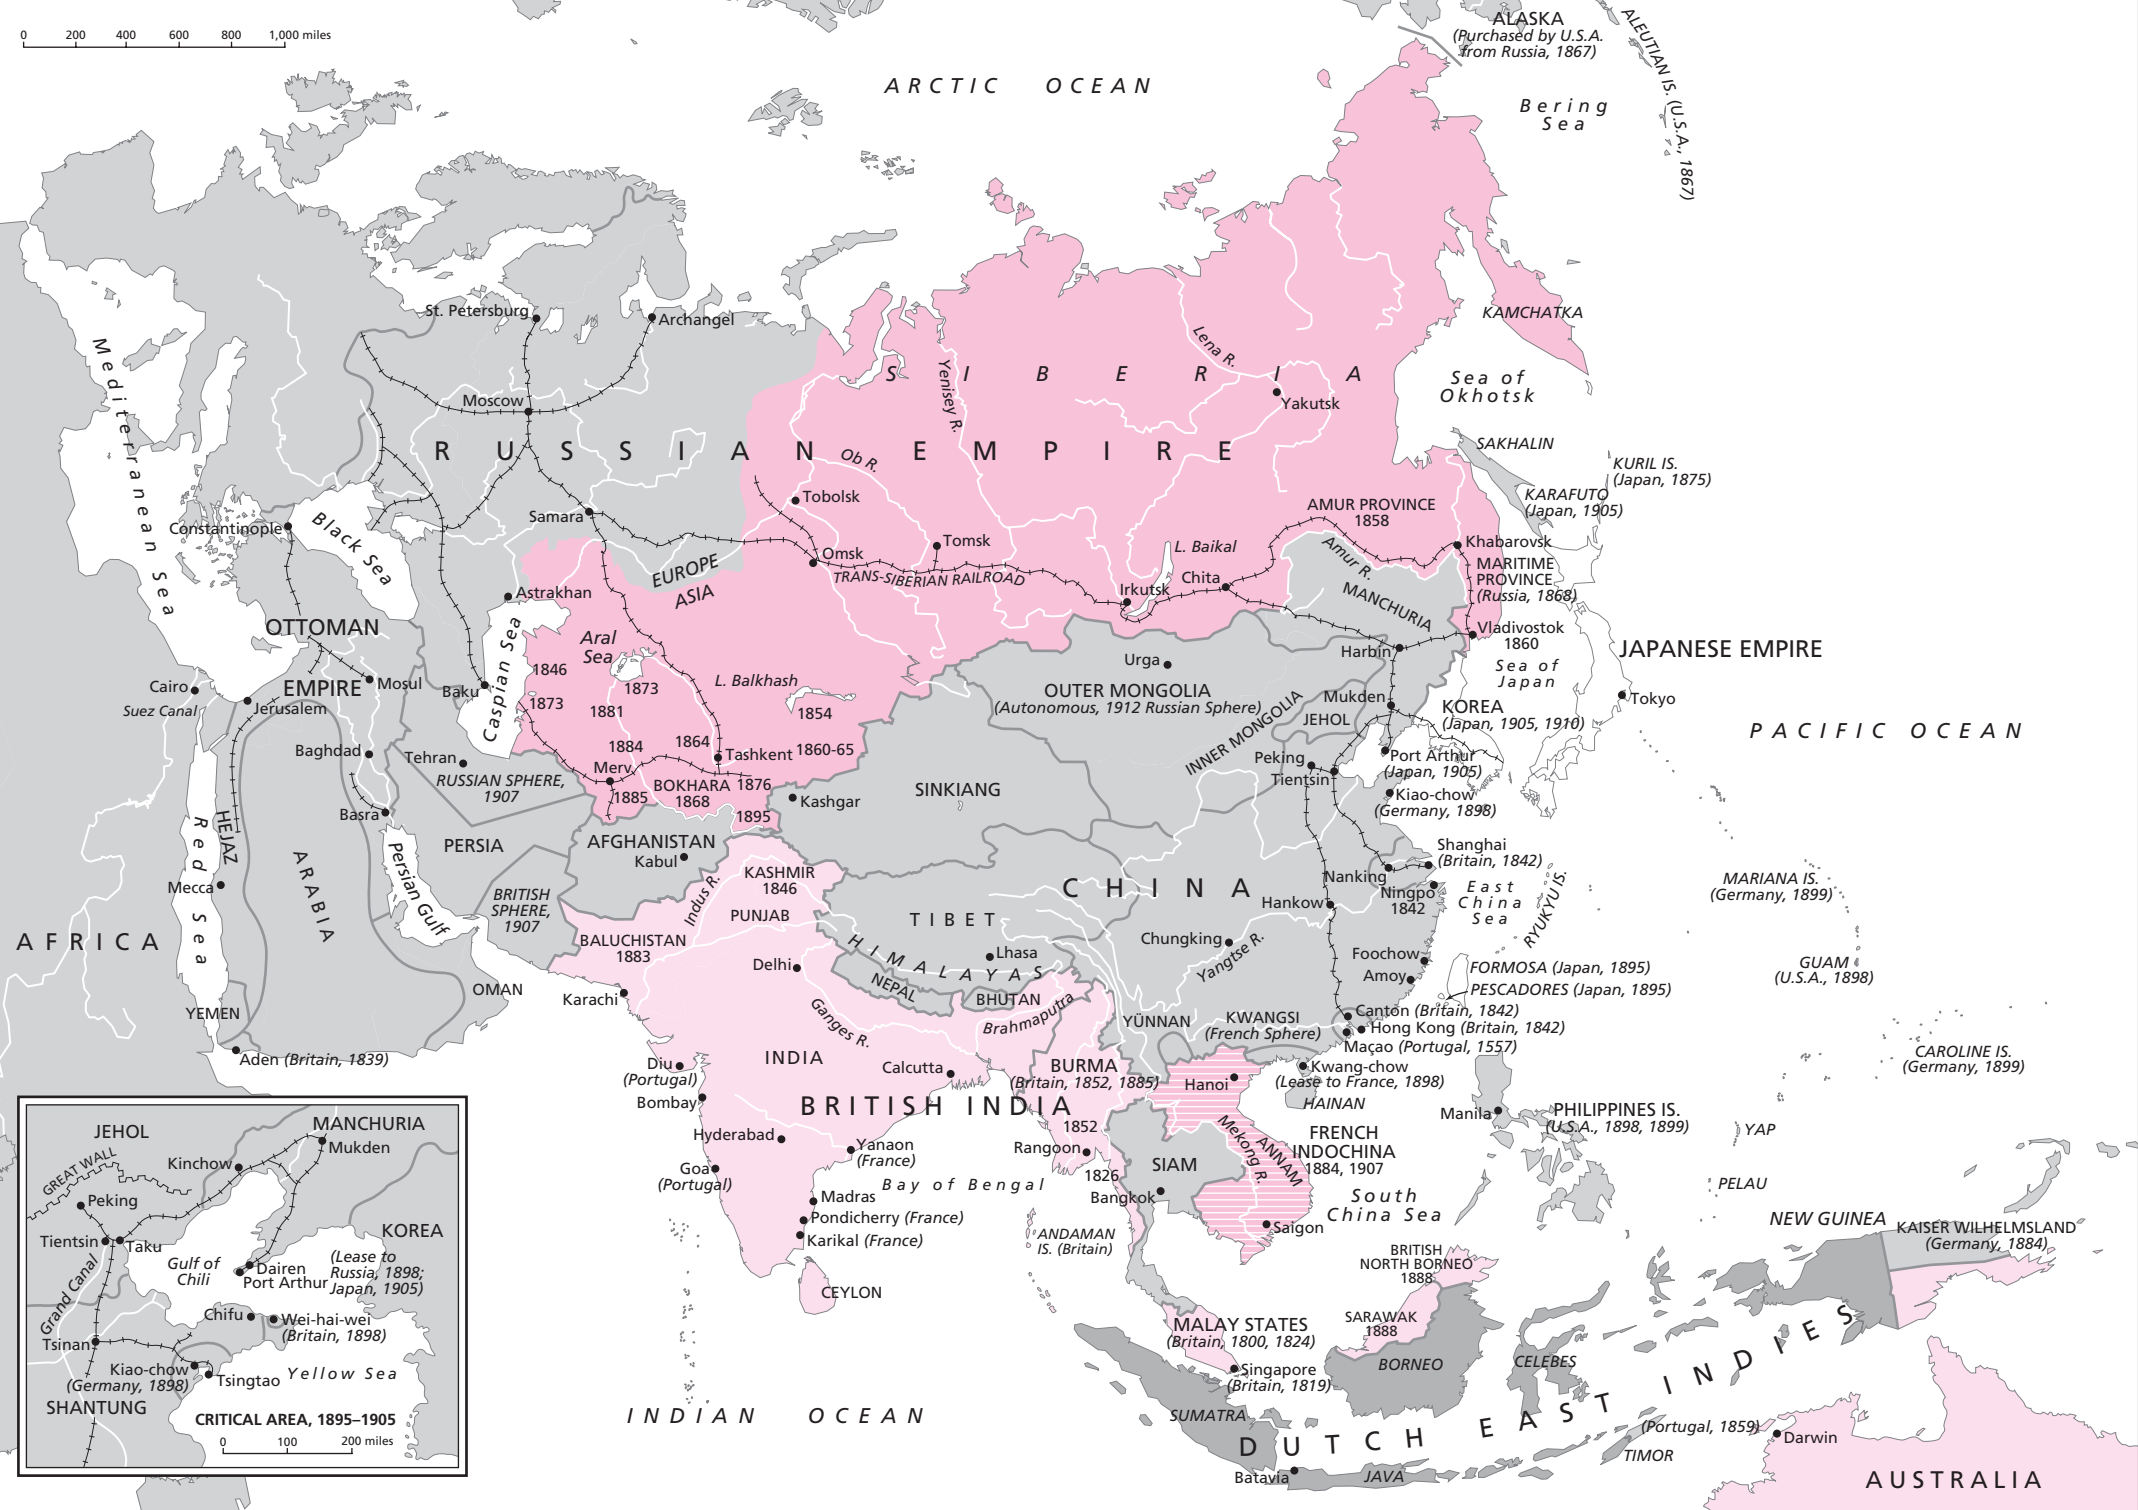 0 200 400 600 800 1,000 miles
ARCTIC OCEAN
ALASKA
(Purchased by U.S.A.
from Russia, 1867)
ALEUTIAN IS. (U.S.A., 1867)
Bering
Sea
St. Petersburg
Archangel
KAMCHATKA
Mediterranean Sea
Lena R.
Yenisey R.
SIBERIA
Sea of
Okhotsk
Moscow
Yakutsk
RUSSIAN EMPIRE
Ob R.
SAKHALIN
KURIL IS.
(Japan, 1875)
Tobolsk
KARAFUTO
(Japan, 1905)
AMUR PROVINCE
1858
Samara
Constantinople
Black Sea
Omsk
Tomsk
L. Baikal
Amur R.
Khabarovsk
EUROPE
ASIA
TRANS-SIBERIAN RAILROAD
Irkutsk
Chita
MARITIME
PROVINCE
(Russia, 1868)
MANCHURIA
Astrakhan
OTTOMAN
EMPIRE
Caspian Sea
Aral
Sea
Vladivostok
1860
Harbin
JAPANESE EMPIRE
Urga
Sea of
Japan
1846
1873
1873
1881
L. Balkhash
1854
Cairo
Suez Canal
Mosul
Baku
Jerusalem
OUTER MONGOLIA
(Autonomous, 1912 Russian Sphere)
INNER MONGOLIA
Mukden
JEHOL
KOREA
(Japan, 1905, 1910)
Tokyo
PACIFIC OCEAN
Baghdad
Tehran
RUSSIAN SPHERE,
1907
1884
1864
Tashkent
1860-65
Merv
1885
BOKHARA
1868
1876
1895
Kashgar
SINKIANG
Peking
Tientsin
Port Arthur
(Japan, 1905)
Kiao-chow
(Germany, 1898)
Basra
HEJAZ
Red Sea
ARABIA
Persian Gulf
PERSIA
AFGHANISTAN
Kabul
Shanghai
(Britain, 1842)
Nanking
Ningpo
1842
East
China
Sea
RYUKYU IS.
MARIANA IS.
(Germany, 1899)
Mecca
BRITISH
SPHERE,
1907
Indus R.
KASHMIR
1846
PUNJAB
CHINA
Hankow
AFRICA
BALUCHISTAN
1883
TIBET
HIMALAYAS
Lhasa
Chungking
Yangtse R.
Foochow
Amoy
FORMOSA (Japan, 1895)
PESCADORES (Japan, 1895)
GUAM
(U.S.A., 1898)
Delhi
NEPAL
BHUTAN
OMAN
Karachi
YEMEN
Ganges R.
Brahmaputra
YÜNNAN
KWANGSI
(French Sphere)
Canton (Britain, 1842)
Hong Kong (Britain, 1842)
Maçao (Portugal, 1557)
Aden (Britain, 1839)
Diu
(Portugal)
INDIA
Calcutta
BURMA
(Britain, 1852, 1885)
Hanoi
Kwang-chow
(Lease to France, 1898)
HAINAN
CAROLINE IS.
(Germany, 1899)
Bombay
BRITISH INDIA
1852
Manila
PHILIPPINES IS.
(U.S.A., 1898, 1899)
Hyderabad
Yanaon
(France)
Rangoon
Mekong R.
ANNAM
FRENCH
INDOCHINA
1884, 1907
YAP
Goa
(Portugal)
1826
SIAM
Bangkok
Bay of Bengal
Madras
Pondicherry (France)
Karikal (France)
South
China Sea
PELAU
Saigon
ANDAMAN
IS. (Britain)
NEW GUINEA
KAISER WILHELMSLAND
(Germany, 1884)
BRITISH
NORTH BORNEO
1888
CEYLON
SARAWAK
1888
MALAY STATES
(Britain, 1800, 1824)
Singapore
(Britain, 1819)
BORNEO
CELEBES
INDIAN OCEAN
SUMATRA
DUTCH EAST INDIES
(Portugal, 1859)
TIMOR
Darwin
Batavia
JAVA
AUSTRALIA
JEHOL
MANCHURIA
Mukden
GREAT WALL
Kinchow
Peking
Tientsin
Taku
KOREA
Gulf of
Chili
Dairen
Port Arthur
(Lease to
Russia, 1898;
Japan, 1905)
Grand Canal
Chifu
Wei-hai-wei
(Britain, 1898)
Tsinan
Kiao-chow
(Germany, 1898)
Tsingtao
Yellow Sea
SHANTUNG
CRITICAL AREA, 1895–1905
0 100 200 miles